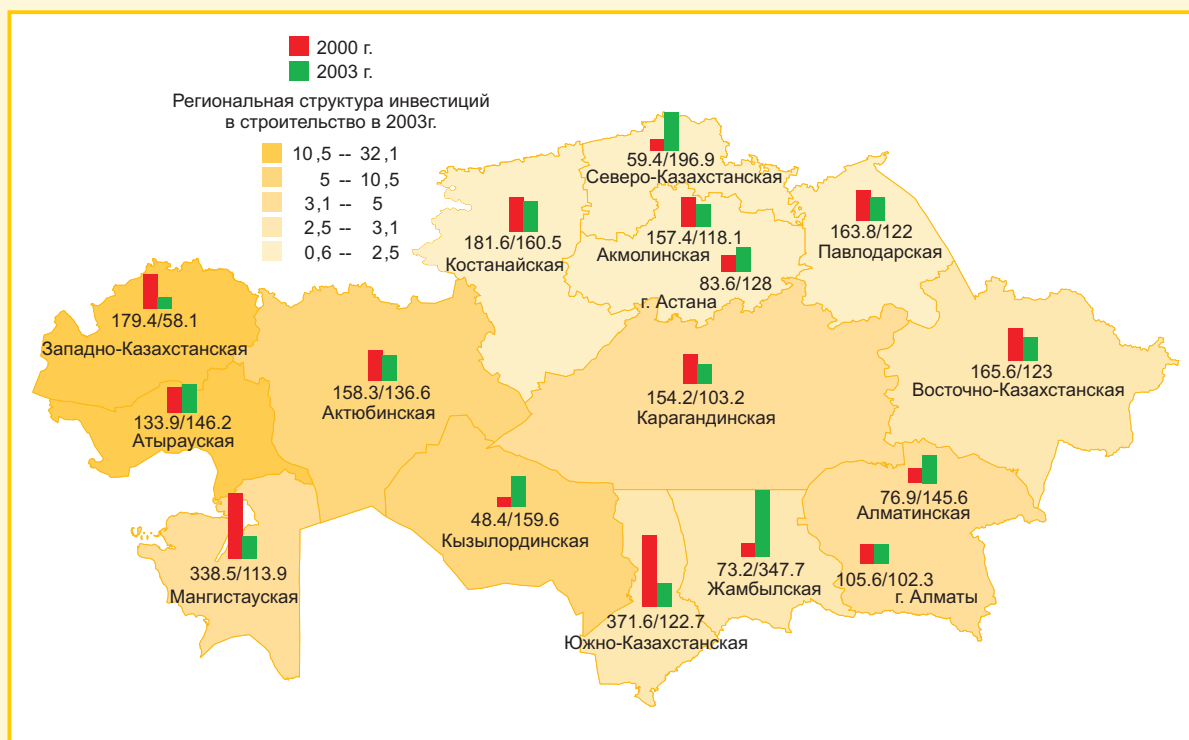 2000 г.
2003 г.
Региональная структура инвестиций
в строительство в 2003г.
10,5 -- 32,1
5 -- 10,5
3,1 -- 5
2,5 -- 3,1
0,6 -- 2,5
59.4/196.9
Северо-Казахстанская
181.6/160.5
Костанайская
157.4/118.1
Акмолинская
83.6/128
г. Астана
163.8/122
Павлодарская
179.4/58.1
Западно-Казахстанская
133.9/146.2
Атырауская
158.3/136.6
Актюбинская
154.2/103.2
Карагандинская
165.6/123
Восточно-Казахстанская
338.5/113.9
Мангистауская
48.4/159.6
Кызылординская
371.6/122.7
Южно-Казахстанская
73.2/347.7
Жамбылская
76.9/145.6
Алматинская
105.6/102.3
г. Алматы